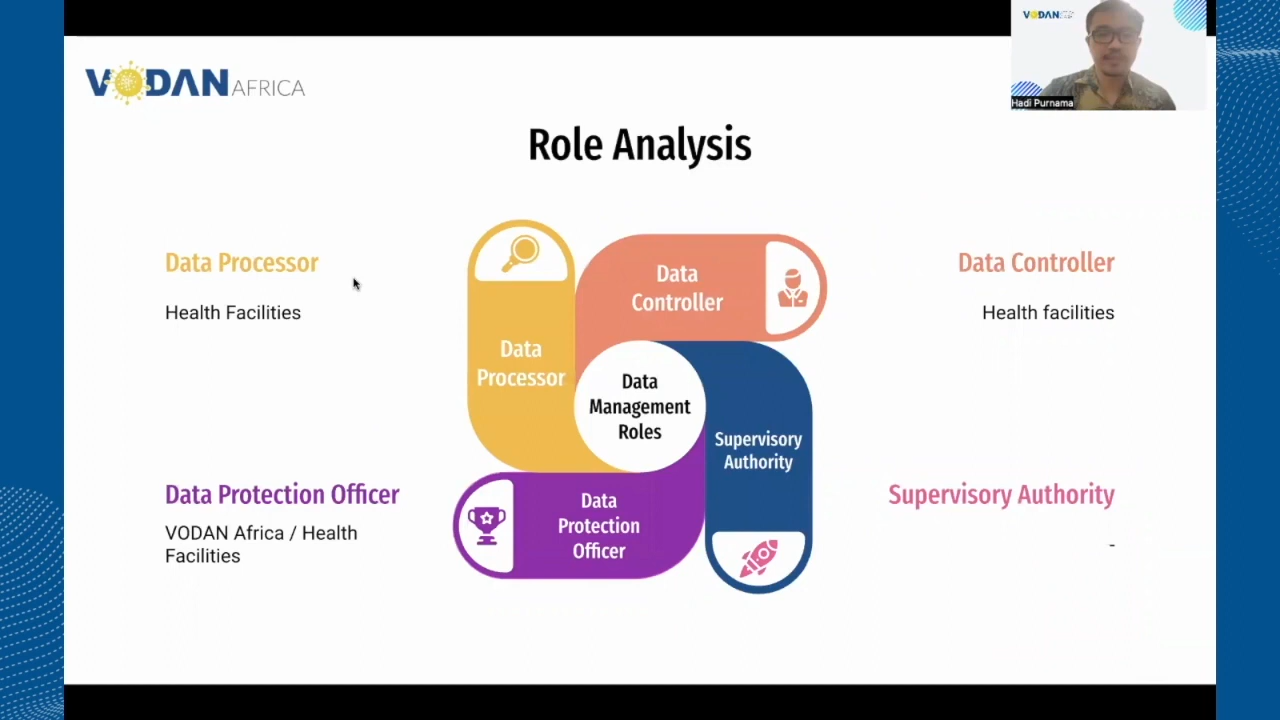 VODAN AFRICA
VODAN
Hadi Purnama
Role Analysis
Data Processor
Health Facilities
Data Controller
Health facilities
Data
Controller
Data
Processor
Data
Management
Roles
Supervisory
Authority
Data
Protection
Officer
Data Protection Officer
VODAN Africa / Health
Facilities
Supervisory Authority
-